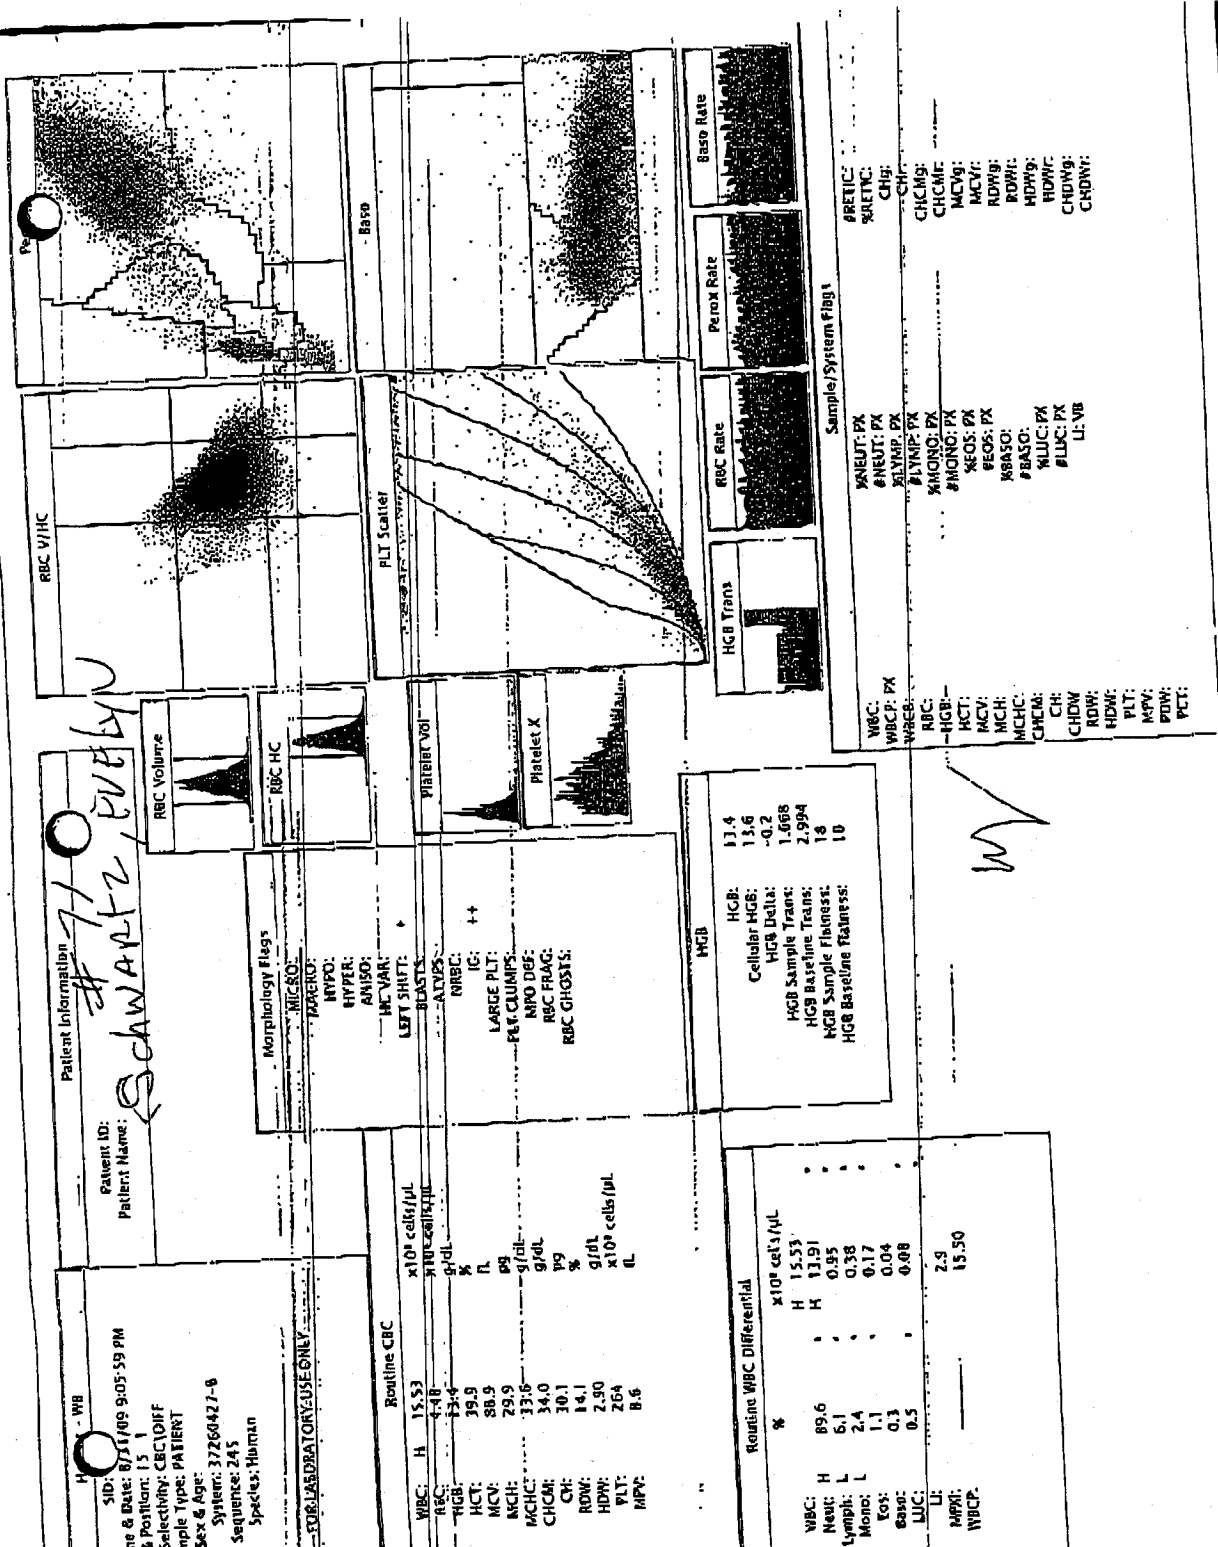 WB
SID:
ne & Date: 8/31/09 9:05:59 PM
& Position: 15 1
Selectivity: CBC\DIFF
mple Type: PATIENT
Sex & Age:
System: 37260427-B
Sequence: 245
Species: Human
FOR LABORATORY USE ONLY
Patient Information
Patient ID:
Patient Name:
#71
Schwartz, Evelyn
Routine CBC
WBC: H 15.53 x10³ cells/µL
RBC: 4.48
HGB: 13.4 g/dL
HCT: 39.9 %
MCV: 88.9 fL
MCH: 29.9 pg
MCHC: 33.6 g/dL
CHCM: 34.0 g/dL
CH: 30.1 pg
RDW: 14.1 %
HDW: 2.90 g/dL
PLT: 264 x10³ cells/µL
MPV: 8.6 fL
Routine WBC Differential
% x10³ cells/µL
WBC: H 15.53 *
Neut: H 89.6 * H 13.91 *
Lymph: L 6.1 0.95
Mono: L 2.4 * 0.38 *
Eos: 1.1 * 0.17 *
Baso: 0.3 0.04
LUC: 0.5 * 0.08 *
LI: 2.9
MPXI:
WBCP: 15.50
Morphology Flags
MICRO:
MACRO:
HYPO:
HYPER:
ANISO:
HC VAR:
LEFT SHIFT: +
BLASTS:
ATYPS:
NRBC:
IG: ++
LARGE PLT:
PLT CLUMPS:
MPO DEF:
RBC FRAG:
RBC GHOSTS:
HGB
HGB: 13.4
Cellular HGB: 13.6
HGB Delta: -0.2
HGB Sample Trans: 1.668
HGB Baseline Trans: 2.994
HGB Sample Flatness: 18
HGB Baseline Flatness: 10
RBC Volume
RBC HC
Platelet Vol
Platelet X
RBC V/HC
PLT Scatter
Baso
HGB Trans
RBC Rate
Perox Rate
Baso Rate
Sample/System Flags
WBC:
WBCP: PX
WBCB:
RBC:
HGB:
HCT:
MCV:
MCH:
MCHC:
CHCM:
CH:
CHDW
RDW:
HDW:
PLT:
MPV:
PDW:
PCT:
%NEUT: PX
#NEUT: PX
%LYMP: PX
#LYMP: PX
%MONO: PX
#MONO: PX
%EOS: PX
#EOS: PX
%BASO:
#BASO:
%LUC: PX
#LUC: PX
LI: VB
#RETIC:
%RETIC:
CHg:
CHr:
CHCMg:
CHCMr:
MCVg:
MCVr:
RDWg:
RDWr:
HDWg:
HDWr:
CHDWg:
CHDWr: